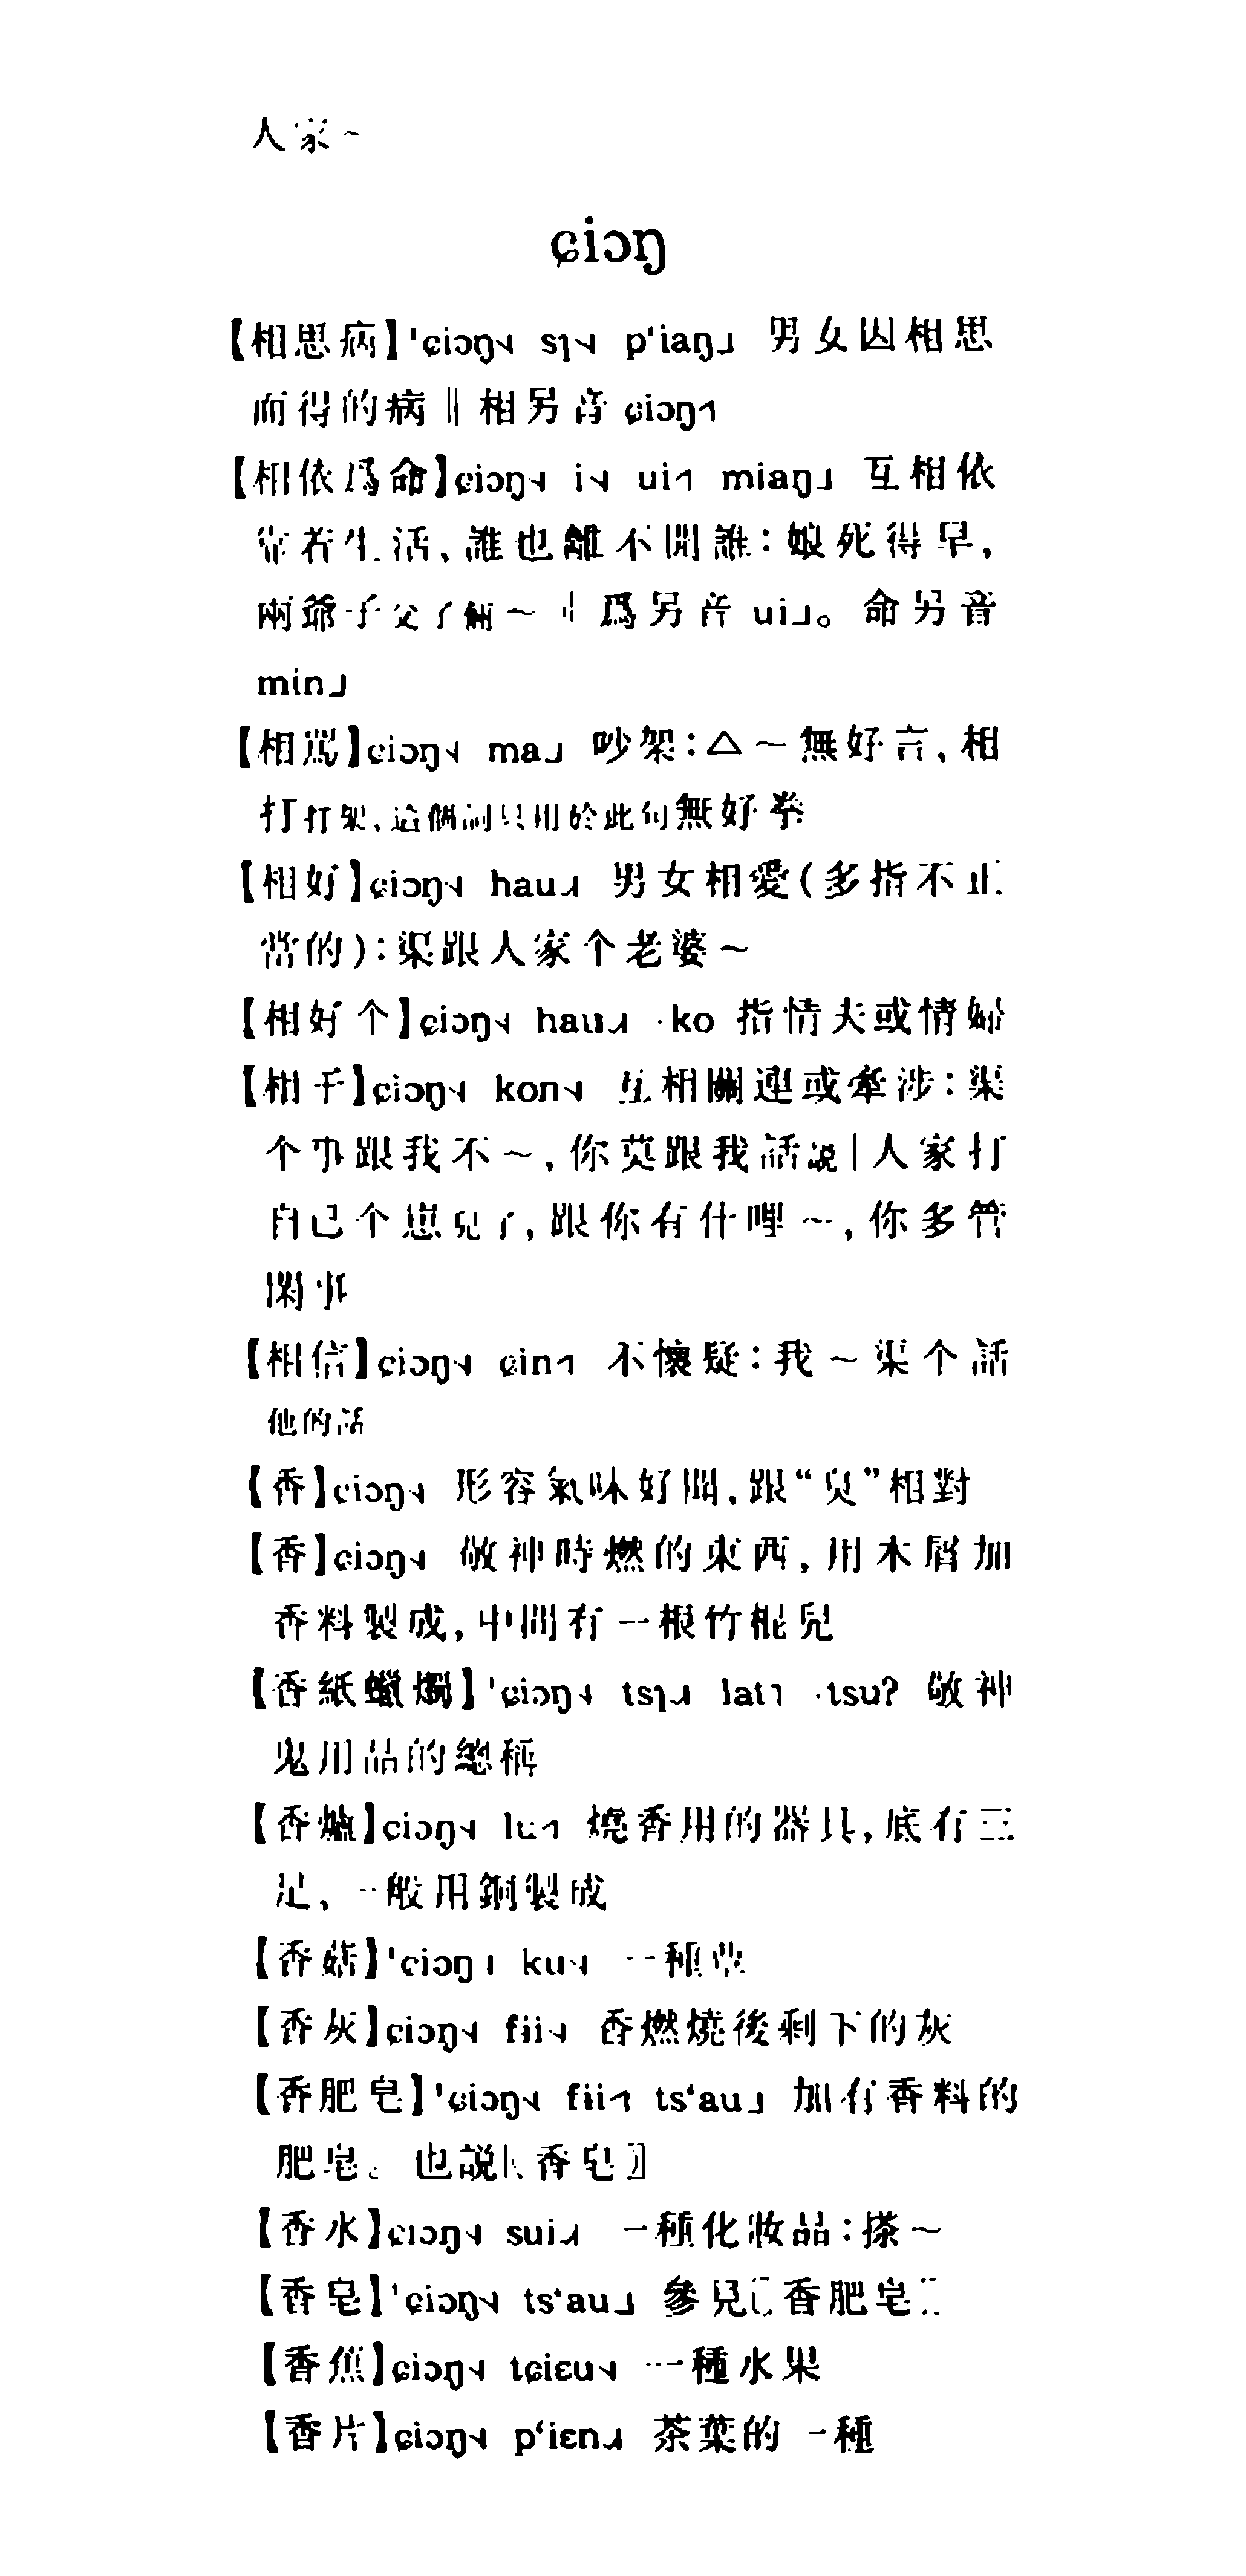 人家～
ɕiɔŋ
【相思病】'ɕiɔŋ˧˨ sɿ˧˨ p‘iaŋ˩ 男女因相思
而得的病‖相另音ɕiɔŋ˧˥
【相依爲命】ɕiɔŋ˧˨ i˧˨ ui˧˥ miaŋ˩ 互相依
靠着生活，誰也離不開誰：娘死得早，
兩爺子父子倆～‖爲另音 ui˩。命另音
min˩
【相駡】ɕiɔŋ˧˨ ma˩ 吵架：△～無好言，相
打打架，這個詞只用於此句無好拳
【相好】ɕiɔŋ˧˨ hau˨˩ 男女相愛（多指不正
當的）：渠跟人家个老婆～
【相好个】ɕiɔŋ˧˨ hau˨˩ ·ko 指情夫或情婦
【相干】ɕiɔŋ˧˨ kon˧˨ 互相關連或牽涉：渠
个事跟我不～，你莫跟我話説｜人家打
自己个崽兒子，跟你有什哩～，你多管
閑事
【相信】ɕiɔŋ˧˨ ɕin˧˥ 不懷疑：我～渠个話
他的話
【香】ɕiɔŋ˧˨ 形容氣味好聞，跟“臭”相對
【香】ɕiɔŋ˧˨ 敬神時燃的東西，用木屑加
香料製成，中間有一根竹棍兒
【香紙蠟燭】'ɕiɔŋ˧˨ tsɿ˨˩ lat˥ ·tsuʔ 敬神
鬼用品的總稱
【香爐】ɕiɔŋ˧˨ lu˧˥ 燒香用的器具，底有三
足，一般用銅製成
【香菇】'ɕiɔŋ˧˨ ku˧˨ 一種菜
【香灰】ɕiɔŋ˧˨ fɨi˧˨ 香燃燒後剩下的灰
【香肥皂】'ɕiɔŋ˧˨ fɨi˧˥ ts‘au˩ 加有香料的
肥皂。也説〖香皂〗
【香水】ɕiɔŋ˧˨ sui˨˩ 一種化妝品：搽～
【香皂】'ɕiɔŋ˧˨ ts‘au˩ 參見〖香肥皂〗
【香蕉】ɕiɔŋ˧˨ tɕiɛu˧˨ 一種水果
【香片】ɕiɔŋ˧˨ p‘iɛn˨˩ 茶葉的一種